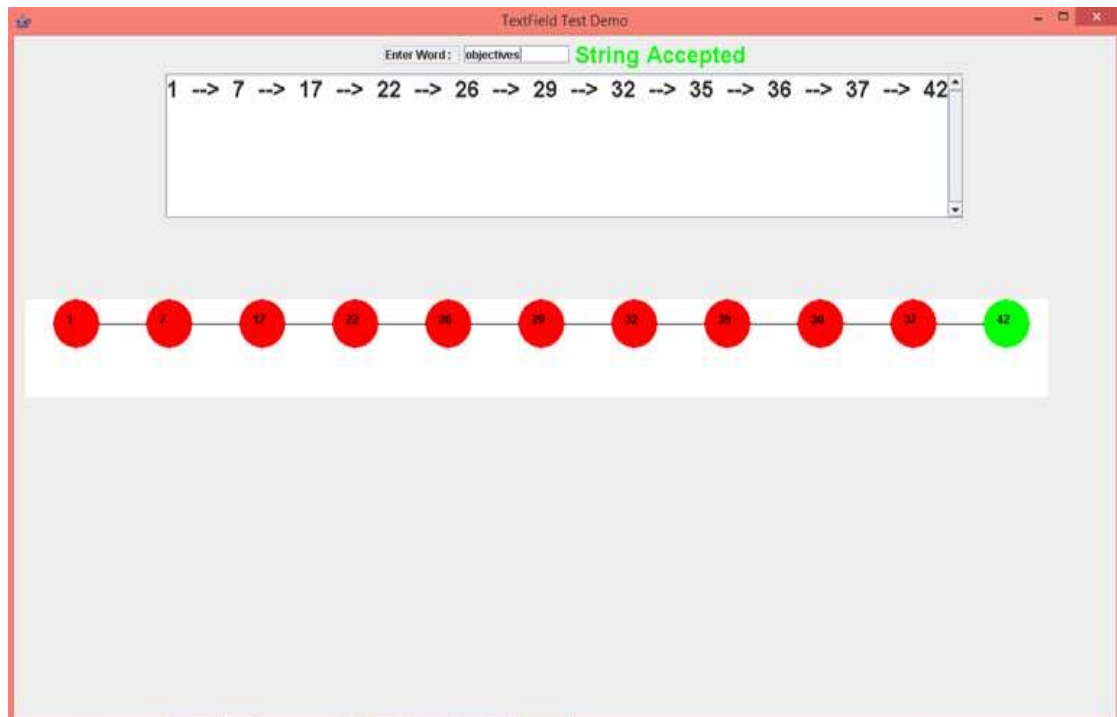 TextField Test Demo
Enter Word : objectives String Accepted
1 --> 7 --> 17 --> 22 --> 26 --> 29 --> 32 --> 35 --> 36 --> 37 --> 42
1 7 17 22 26 29 32 35 36 37 42